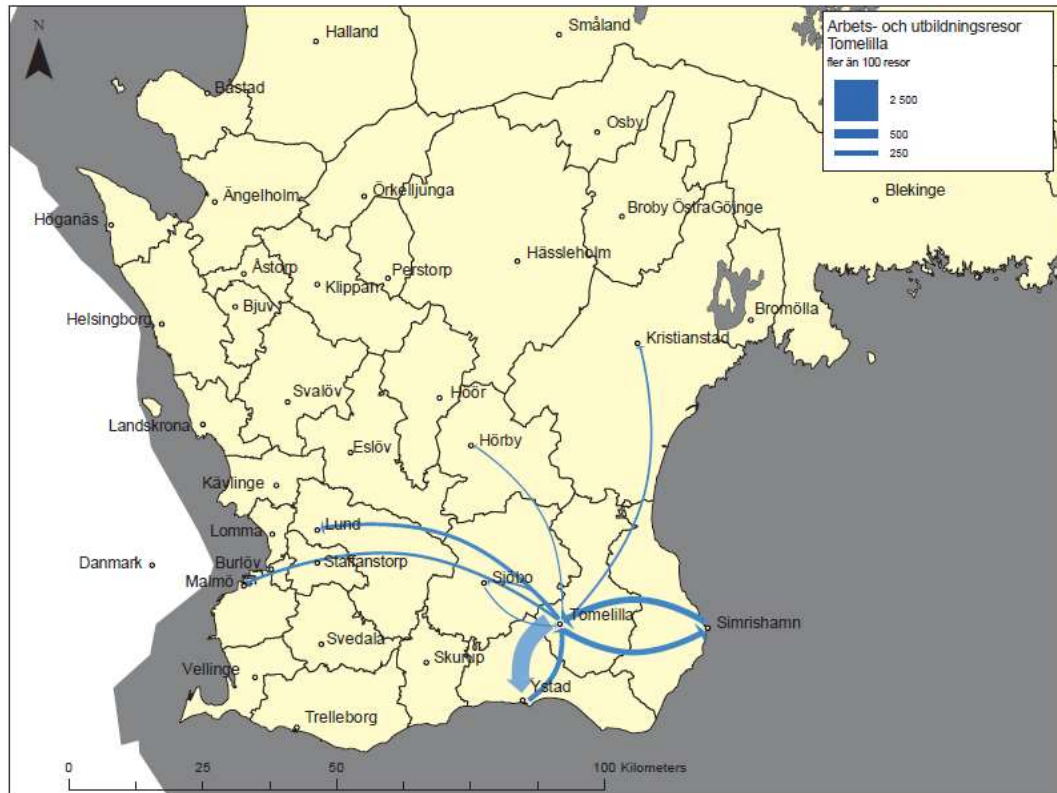 N
Halland
Småland
Arbets- och utbildningsresor
Tomelilla
fler än 100 resor
2 500
500
250
Båstad
Osby
Ängelholm
Örkelljunga
Blekinge
Höganäs
Broby ÖstraGöinge
Hässleholm
Åstorp
Perstorp
Klippan
Bjuv
Bromölla
Helsingborg
Kristianstad
Svalöv
Höör
Landskrona
Hörby
Eslöv
Kävlinge
Lund
Lomma
Danmark
Burlöv
Staffanstorp
Malmö
Sjöbo
Tomelilla
Simrishamn
Svedala
Skurup
Vellinge
Ystad
Trelleborg
0 25 50 100 Kilometers